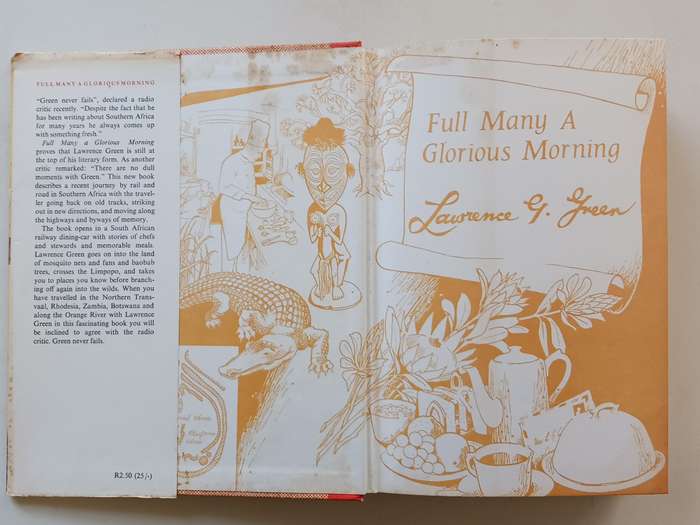 FULL MANY A GLORIOUS MORNING
"Green never fails", declared a radio
critic recently. "Despite the fact that he
has been writing about Southern Africa
for many years he always comes up
with something fresh."
Full Many a Glorious Morning
proves that Lawrence Green is still at
the top of his literary form. As another
critic remarked: "There are no dull
moments with Green." This new book
describes a recent journey by rail and
road in Southern Africa with the travel-
ler going back on old tracks, striking
out in new directions, and moving along
the highways and byways of memory.
The book opens in a South African
railway dining-car with stories of chefs
and stewards and memorable meals.
Lawrence Green goes on into the land
of mosquito nets and fans and baobab
trees, crosses the Limpopo, and takes
you to places you know before branch-
ing off again into the wilds. When you
have travelled in the Northern Trans-
vaal, Rhodesia, Zambia, Botswana and
along the Orange River with Lawrence
Green in this fascinating book you will
be inclined to agree with the radio
critic. Green never fails.
R2.50 (25/-)
Full Many A
Glorious Morning
Lawrence G. Green